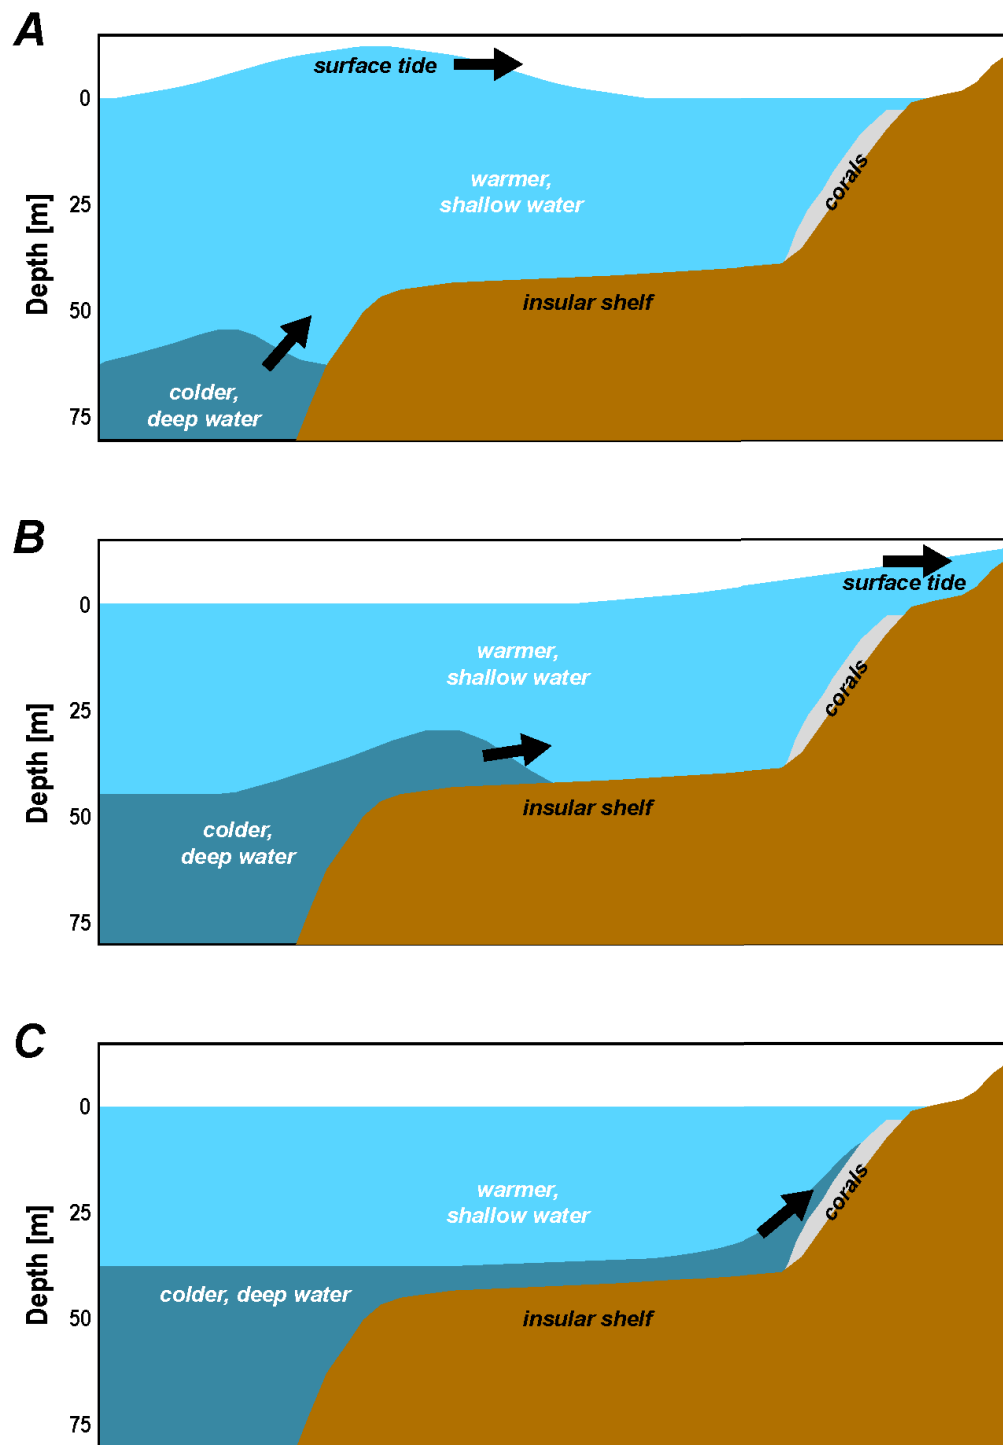 A
surface tide
0
warmer,
shallow water
corals
25
Depth [m]
insular shelf
50
colder,
deep water
75
B
surface tide
0
warmer,
shallow water
corals
25
Depth [m]
insular shelf
50
colder,
deep water
75
C
0
warmer,
shallow water
corals
25
Depth [m]
colder, deep water
insular shelf
50
75